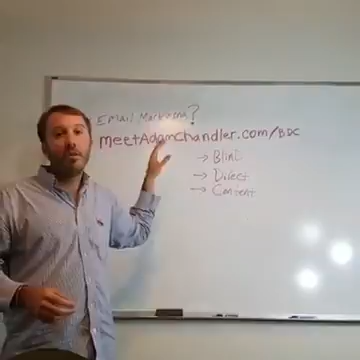 Email Marketing?
meetAdamChandler.com/BDC
→ Blind
→ Direct
→ Consent